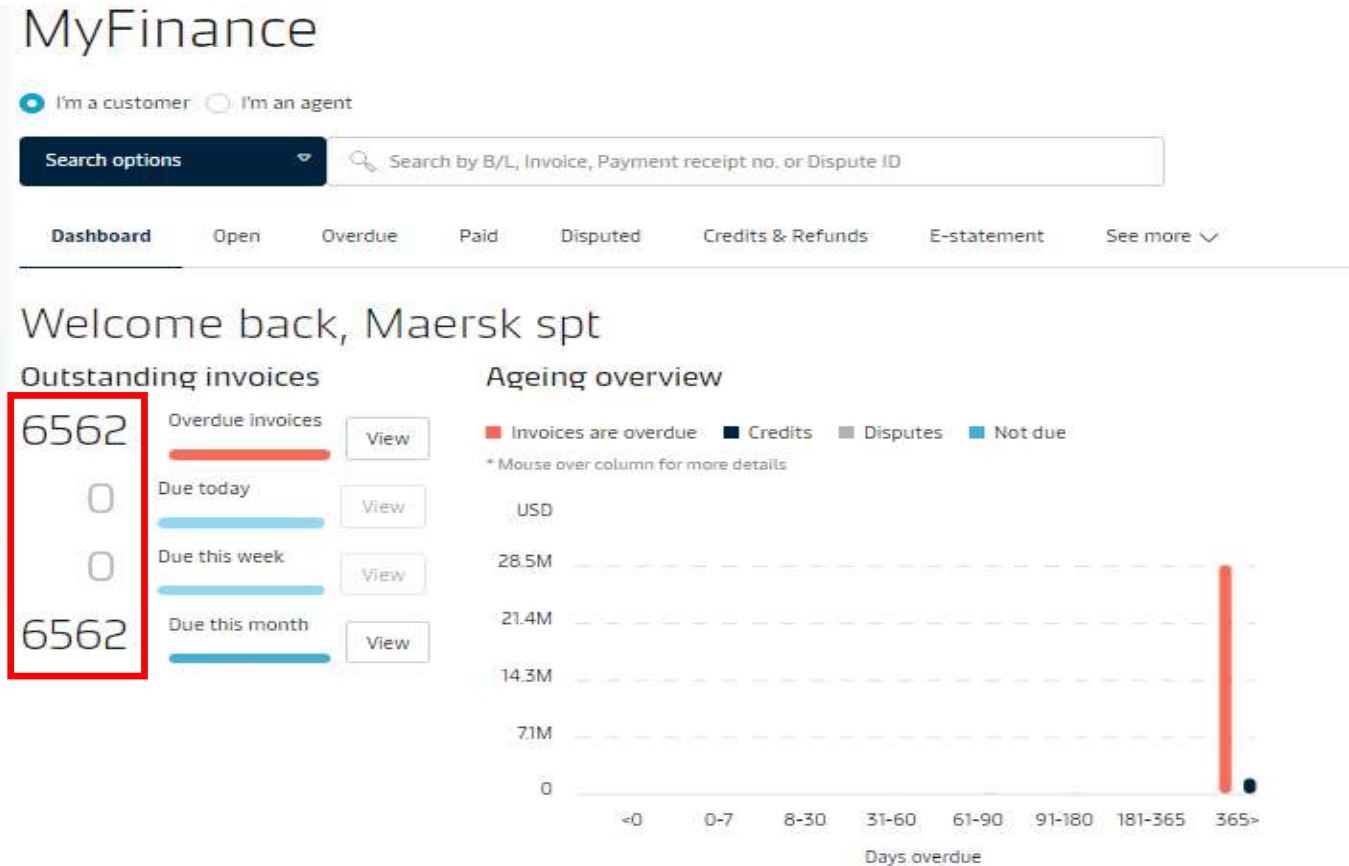 MyFinance
I'm a customer I'm an agent
Search options Search by B/L, Invoice, Payment receipt no. or Dispute ID
Dashboard Open Overdue Paid Disputed Credits & Refunds E-statement See more
Welcome back, Maersk spt
Outstanding invoices
6562 Overdue invoices View
0 Due today View
0 Due this week View
6562 Due this month View
Ageing overview
Invoices are overdue Credits Disputes Not due
* Mouse over column for more details
USD
28.5M
21.4M
14.3M
7.1M
0
<0 0-7 8-30 31-60 61-90 91-180 181-365 365>
Days overdue